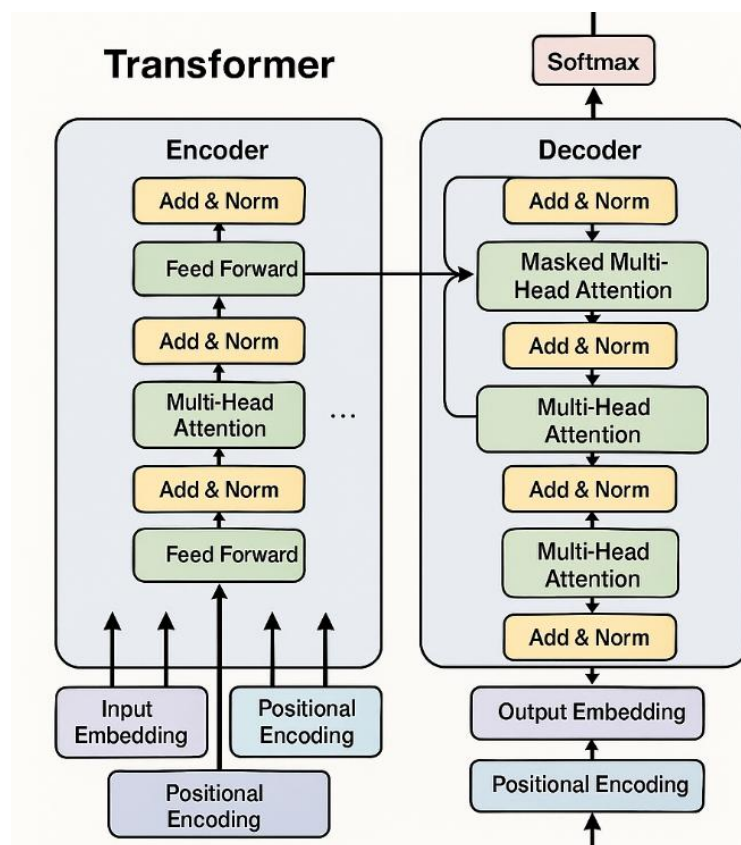 Transformer
Encoder
Add & Norm
Feed Forward
Add & Norm
Multi-Head
Attention
...
Add & Norm
Feed Forward
Input
Embedding
Positional
Encoding
Positional
Encoding
Softmax
Decoder
Add & Norm
Masked Multi-
Head Attention
Add & Norm
Multi-Head
Attention
Add & Norm
Multi-Head
Attention
Add & Norm
Output Embedding
Positional Encoding